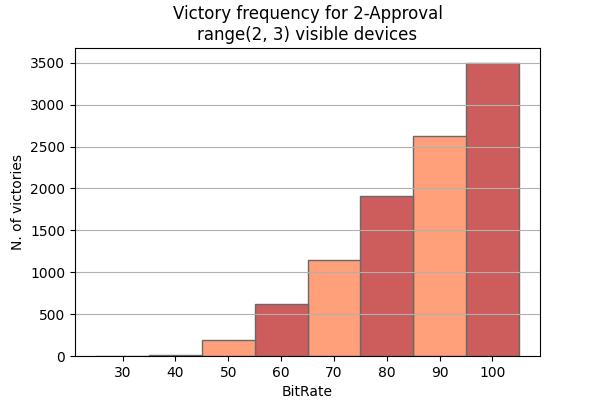 Victory frequency for 2-Approval
range(2, 3) visible devices
N. of victories
3500
3000
2500
2000
1500
1000
500
0
30 40 50 60 70 80 90 100
BitRate